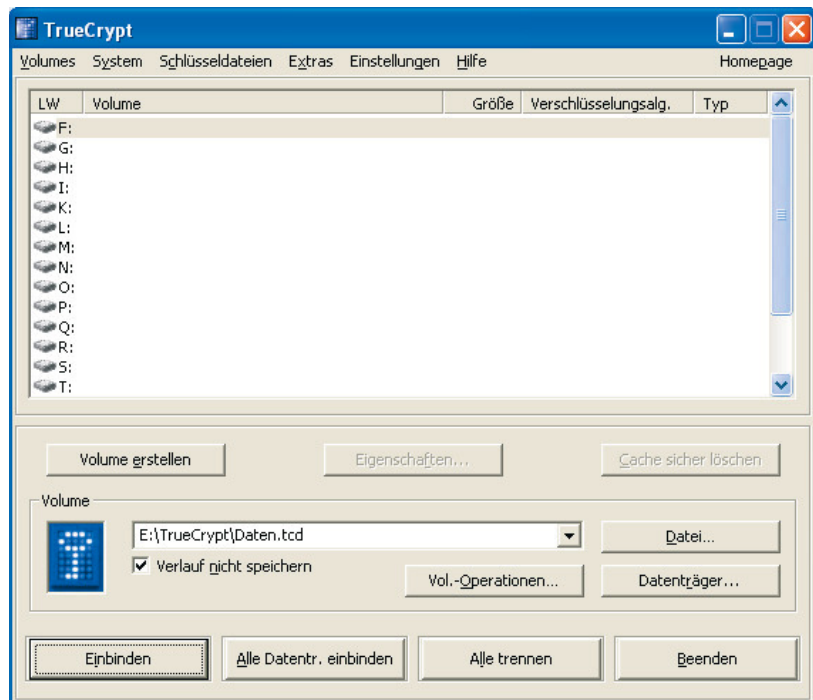 TrueCrypt
Volumes System Schlüsseldateien Extras Einstellungen Hilfe Homepage
LW Volume Größe Verschlüsselungsalg. Typ
F:
G:
H:
I:
K:
L:
M:
N:
O:
P:
Q:
R:
S:
T:
Volume erstellen Eigenschaften... Cache sicher löschen
Volume
E:\TrueCrypt\Daten.tcd Datei...
Verlauf nicht speichern
Vol.-Operationen... Datenträger...
Einbinden Alle Datentr. einbinden Alle trennen Beenden